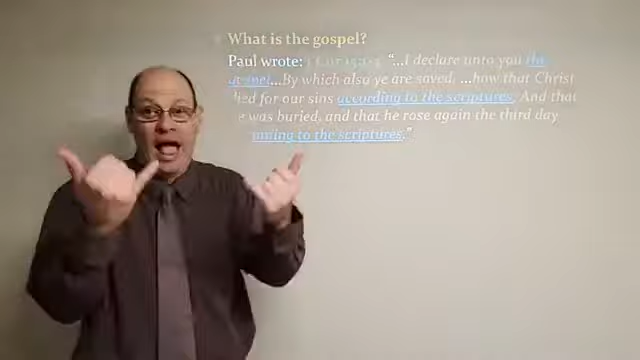 What is the gospel?
Paul wrote: "...I declare unto you the
...By which also ye are saved, ...how that Christ
for our sins according to the scriptures; And that
was buried, and that he rose again the third day
to the scriptures:"